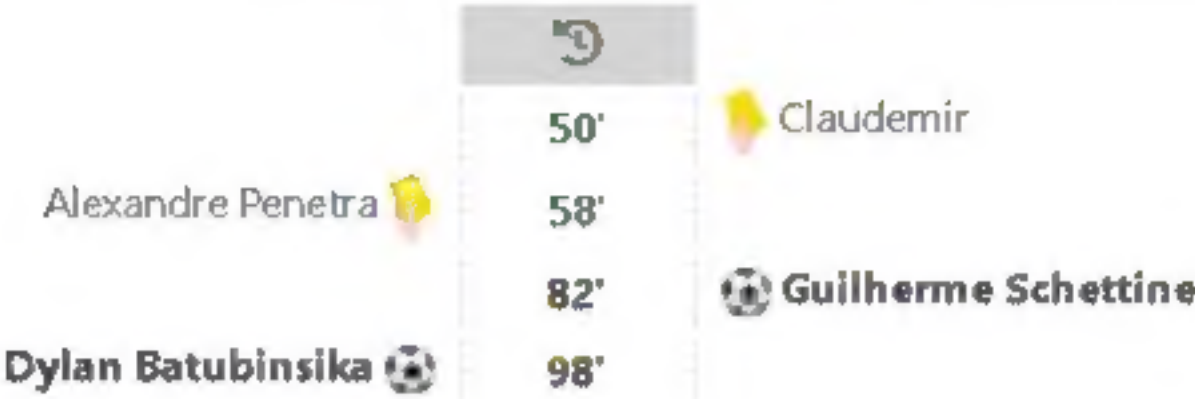 50' Claudemir
Alexandre Penetra 58'
82' Guilherme Schettine
Dylan Batubinsika 98'